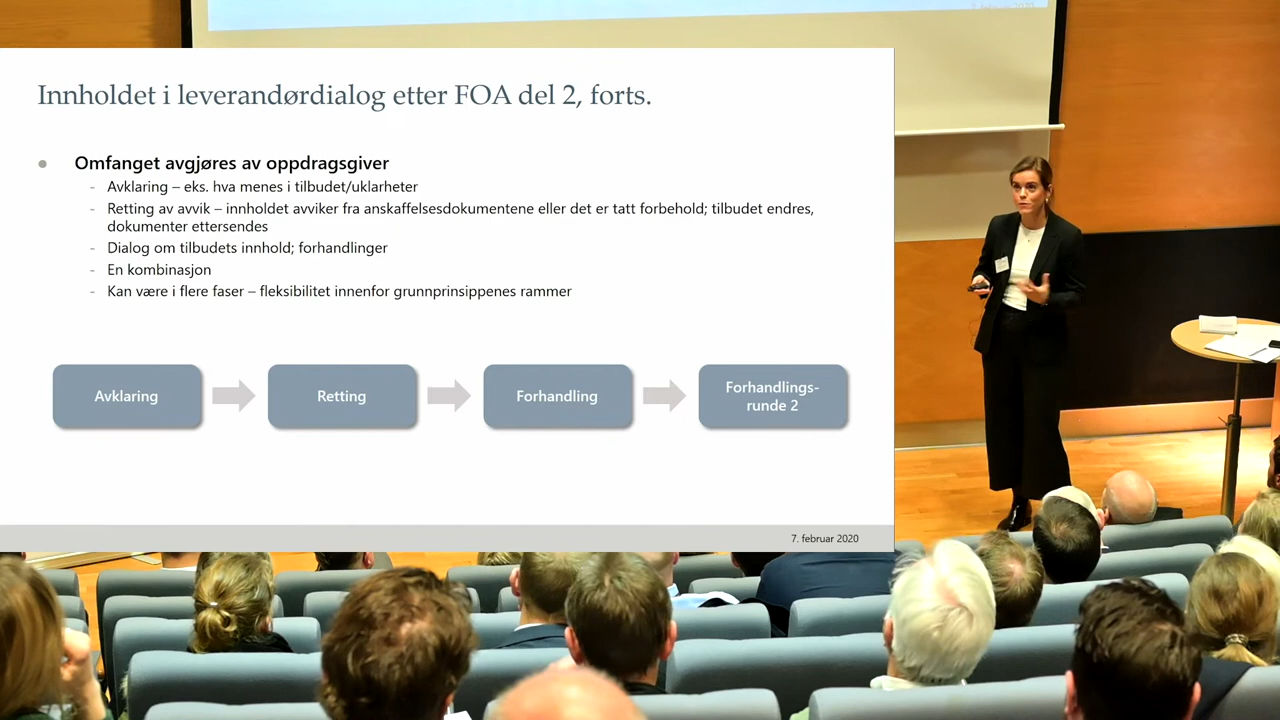 Innholdet i leverandørdialog etter FOA del 2, forts.
Omfanget avgjøres av oppdragsgiver
- Avklaring – eks. hva menes i tilbudet/uklarheter
- Retting av avvik – innholdet avviker fra anskaffelsesdokumentene eller det er tatt forbehold; tilbudet endres,
dokumenter ettersendes
- Dialog om tilbudets innhold; forhandlinger
- En kombinasjon
- Kan være i flere faser – fleksibilitet innenfor grunnprinsippenes rammer
Avklaring
Retting
Forhandling
Forhandlings-
runde 2
7. februar 2020